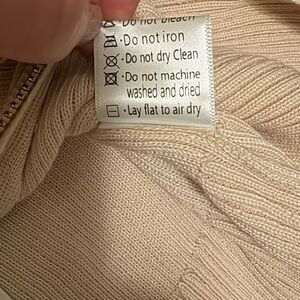 · Do not bleach
· Do not iron
· Do not dry Clean
· Do not machine
washed and dried
· Lay flat to air dry